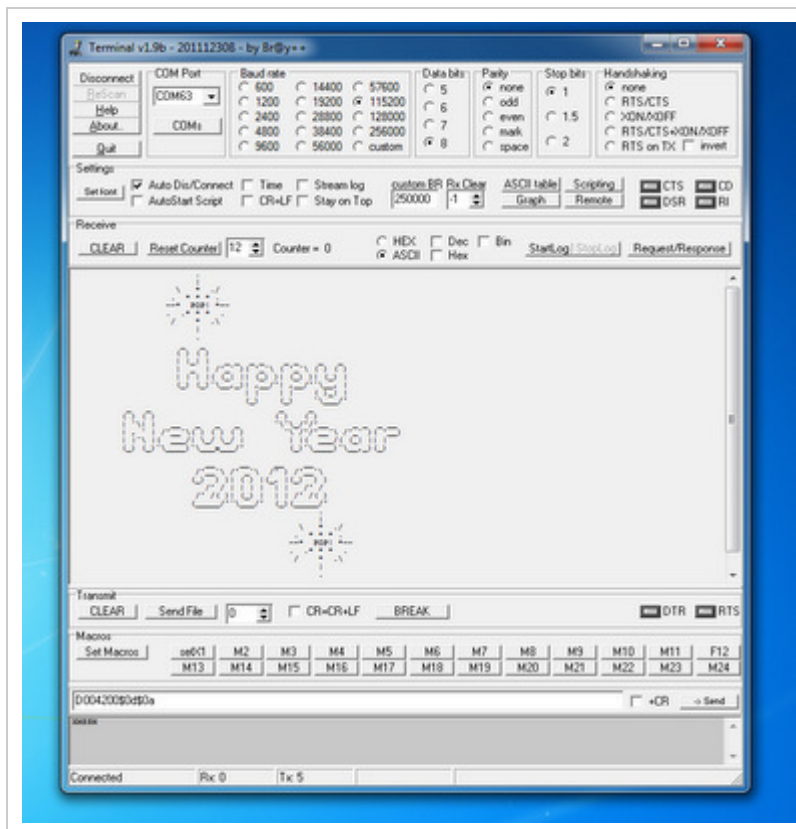 Terminal v1.9b - 201112308 - by Br@y++
Disconnect
ReScan
Help
About..
Quit
COM Port
COM63
COMs
Baud rate
600 14400 57600
1200 19200 115200
2400 28800 128000
4800 38400 256000
9600 56000 custom
Data bits
5
6
7
8
Parity
none
odd
even
mark
space
Stop bits
1
1.5
2
Handshaking
none
RTS/CTS
XON/XOFF
RTS/CTS+XON/XOFF
RTS on TX invert
Settings
Set font
Auto Dis/Connect Time Stream log custom BR Rx Clear ASCII table Scripting CTS CD
AutoStart Script CR=LF Stay on Top 250000 -1 Graph Remote DSR RI
Receive
CLEAR Reset Counter 12 Counter = 0 HEX Dec Bin
ASCII Hex StartLog StopLog Request/Response
POP!
Happy
New Year
2012
POP!
Transmit
CLEAR Send File 0 CR=CR+LF BREAK DTR RTS
Macros
Set Macros M2 M3 M4 M5 M6 M7 M8 M9 M10 M11 F12
M13 M14 M15 M16 M17 M18 M19 M20 M21 M22 M23 M24
D004200$0d$0a +CR -> Send
Connected Rx: 0 Tx: 5